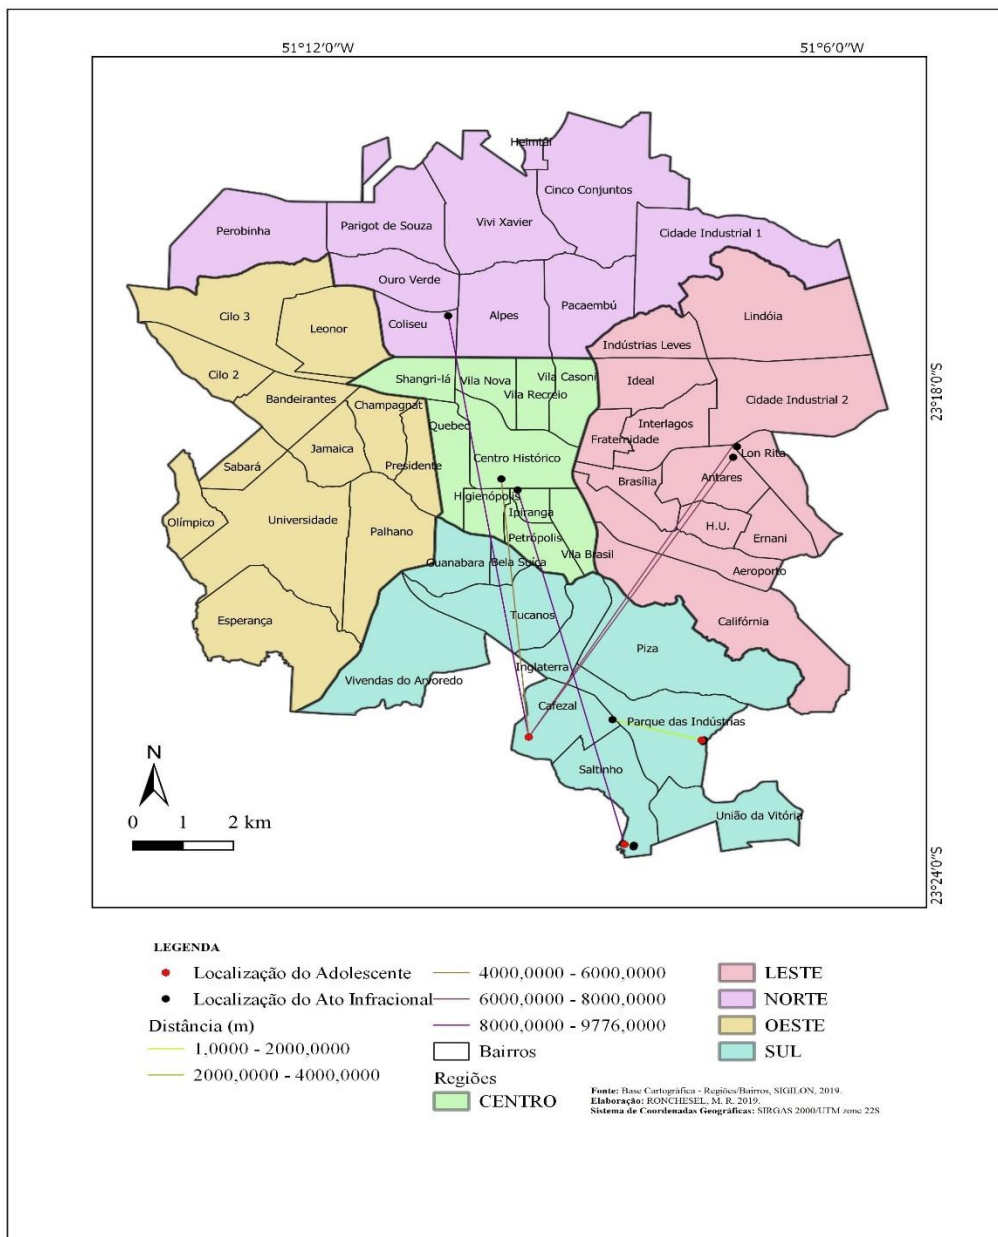 51°12'0"W
51°6'0"W
Heimtal
Cinco Conjuntos
Perobinha
Parigot de Souza
Vivi Xavier
Cidade Industrial 1
Ouro Verde
Pacaembú
Cilo 3
Leonor
Coliseu
Alpes
Lindóia
Indústrias Leves
23°18'0"S
Cilo 2
Shangri-lá
Vila Nova
Vila Casoni
Ideal
Bandeirantes
Champagnat
Vila Recreio
Cidade Industrial 2
Quebec
Interlagos
Fraternidade
Jamaica
Centro Histórico
Lon Rita
Sabará
Presidente
Brasília
Antares
Higienópolis
Olímpico
Universidade
Palhano
Ipiranga
H.U.
Petrópolis
Ernani
Vila Brasil
Guanabara
Bela Suíça
Aeroporto
Esperança
Tucanos
Califórnia
Piza
Inglaterra
Vivendas do Arvoredo
Cafezal
Parque das Indústrias
N
Saltinho
0 1 2 km
União da Vitória
23°24'0"S
LEGENDA
Localização do Adolescente
Localização do Ato Infracional
Distância (m)
1,0000 - 2000,0000
2000,0000 - 4000,0000
4000,0000 - 6000,0000
6000,0000 - 8000,0000
8000,0000 - 9776,0000
Bairros
Regiões
CENTRO
LESTE
NORTE
OESTE
SUL
Fonte: Base Cartográfica - Regiões/Bairros, SIGILON, 2019.
Elaboração: RONCHESEL, M. R. 2019.
Sistema de Coordenadas Geográficas: SIRGAS 2000/UTM zone 22S